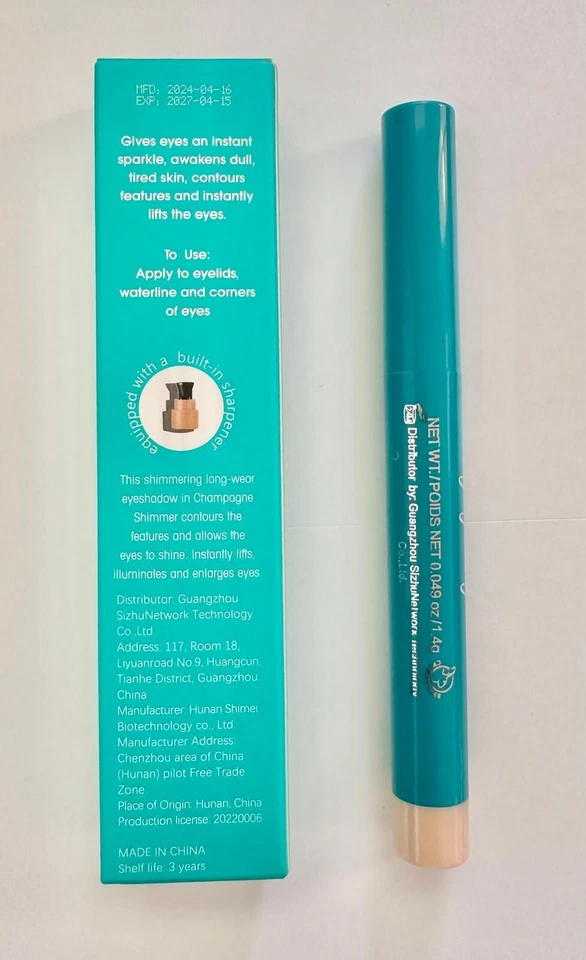 MFD: 2024-04-16
EXP: 2027-04-15
Gives eyes an instant
sparkle, awakens dull,
tired skin, contours
features and instantly
lifts the eyes.
To Use:
Apply to eyelids,
waterline and corners
of eyes
equipped with a built-in sharpener
This shimmering long-wear
eyeshadow in Champagne
Shimmer contours the
features and allows the
eyes to shine. Instantly lifts,
illuminates and enlarges eyes
Distributor: Guangzhou
SizhuNetwork Technology
Co.,Ltd
Address: 117, Room 18,
Liyuanroad No.9, Huangcun,
Tianhe District, Guangzhou.
China
Manufacturer: Hunan Shimei
Biotechnology co., Ltd.
Manufacturer Address:
Chenzhou area of China
(Hunan) pilot Free Trade
Zone
Place of Origin: Hunan, China
Production license: 20220006
MADE IN CHINA
Shelf life: 3 years
NET WT./POIDS NET 0.049 oz/1.4g
24M
Distributor by: Guangzhou SizhuNetwork Technology
Co.,Ltd.